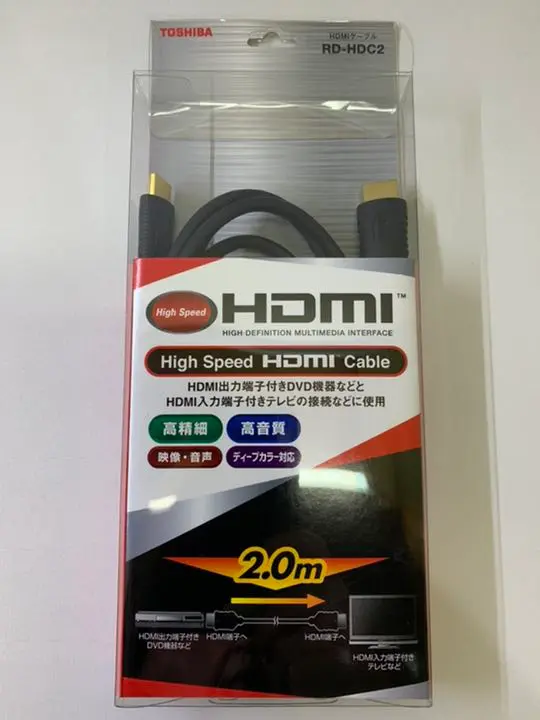 TOSHIBA
HDMIケーブル
RD-HDC2
High Speed
HDMI™
HIGH-DEFINITION MULTIMEDIA INTERFACE
High Speed HDMI™ Cable
HDMI出力端子付きDVD機器などと
HDMI入力端子付きテレビの接続などに使用
高精細
高音質
映像・音声
ディープカラー対応
2.0m
HDMI出力端子付き
DVD機器など
HDMI端子へ
HDMI端子へ
HDMI入力端子付き
テレビなど